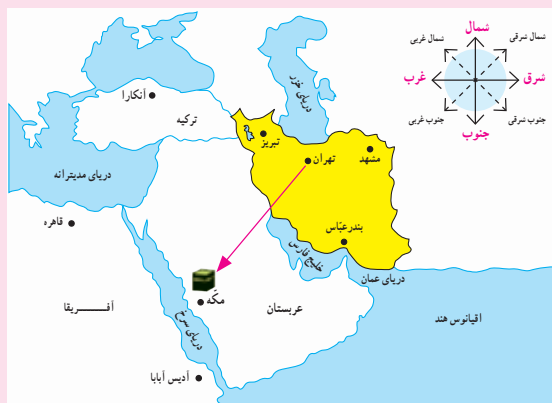 شمال
شمال شرقی
شمال غربی
شرق
غرب
جنوب شرقی
جنوب غربی
جنوب
آنکارا
ترکیه
دریای خزر
تبریز
تهران
مشهد
دریای مدیترانه
قاهره
بندرعبّاس
خلیج فارس
دریای عمان
مکّه
عربستان
آفـــریقا
دریای سرخ
اقیانوس هند
آدیس آبابا